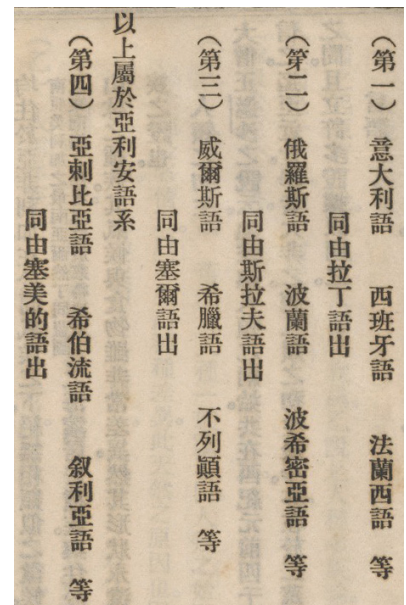 （第一）　意大利語　西班牙語　法蘭西語　等
同由拉丁語出
（第二）　俄羅斯語　波蘭語　波希密亞語　等
同由斯拉夫語出
（第三）　威爾斯語　希臘語　不列顚語　等
同由塞爾語出
以上屬於亞利安語系
（第四）　亞剌比亞語　希伯流語　叙利亞語　等
同由塞美的語出